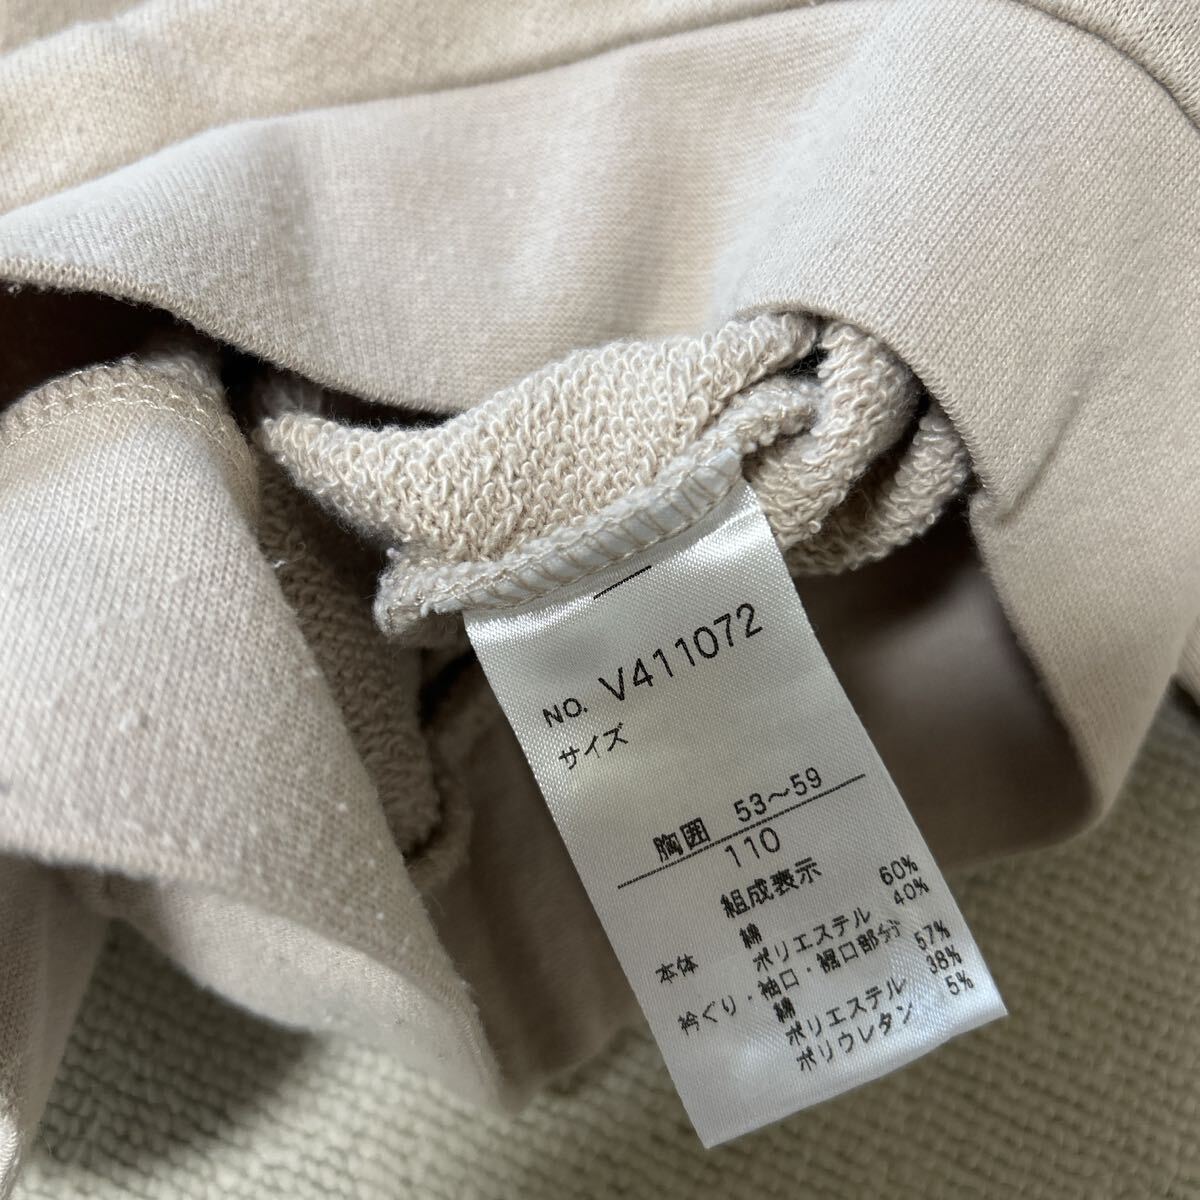 NO. V411072
サイズ
胸囲 53～59
110
組成表示
本体 綿 60%
ポリエステル 40%
衿ぐり・袖口・裾口部分
綿 57%
ポリエステル 38%
ポリウレタン 5%